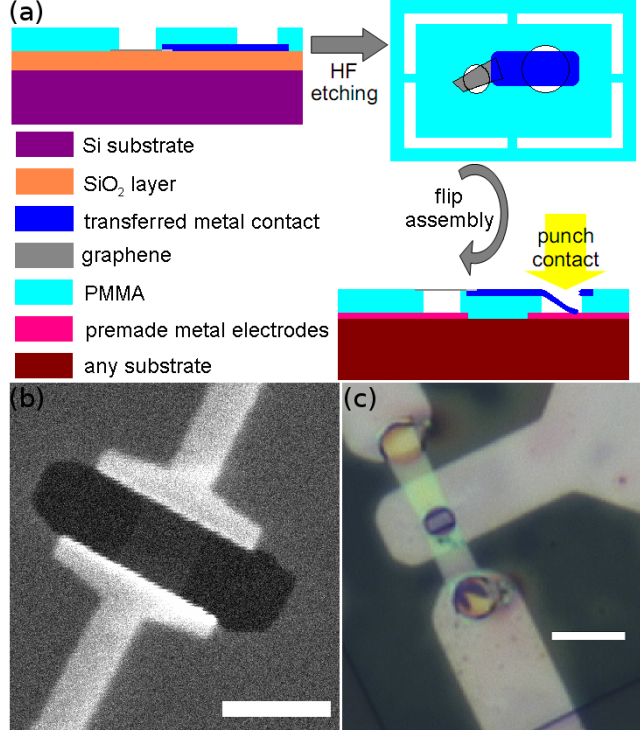 (a)
HF
etching
Si substrate
SiO₂ layer
transferred metal contact
graphene
PMMA
premade metal electrodes
any substrate
flip
assembly
punch
contact
(b)
(c)